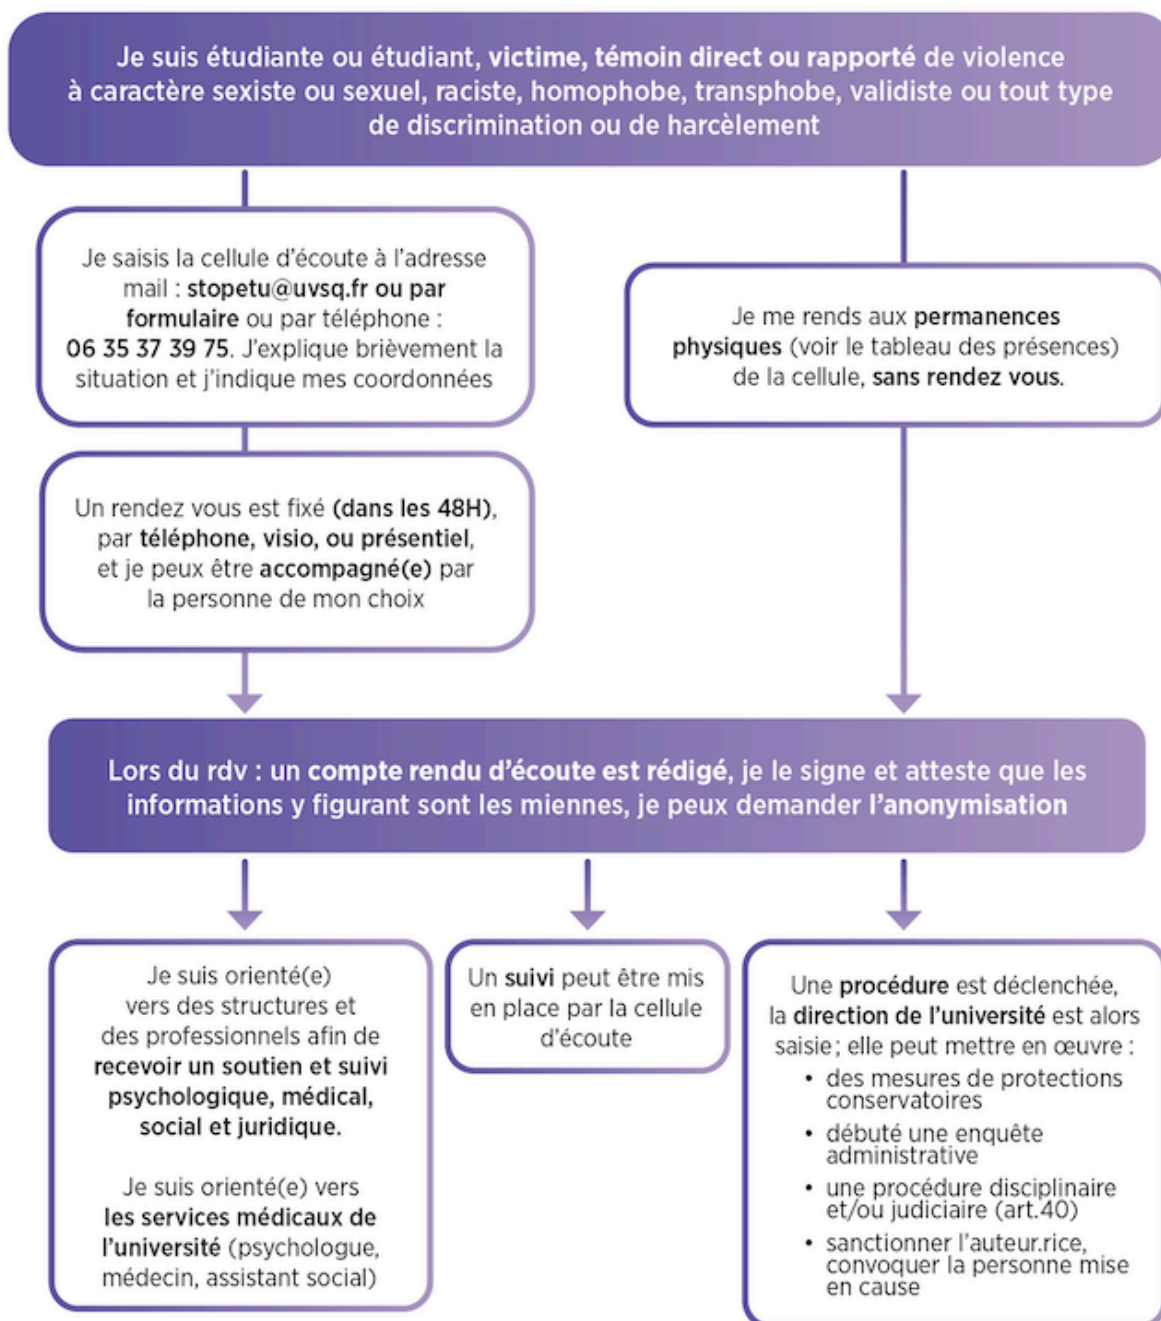 Je suis étudiante ou étudiant, victime, témoin direct ou rapporté de violence
à caractère sexiste ou sexuel, raciste, homophobe, transphobe, validiste ou tout type
de discrimination ou de harcèlement
Je saisis la cellule d'écoute à l'adresse
mail : stopetu@uvsq.fr ou par
formulaire ou par téléphone :
06 35 37 39 75. J'explique brièvement la
situation et j'indique mes coordonnées
Je me rends aux permanences
physiques (voir le tableau des présences)
de la cellule, sans rendez vous.
Un rendez vous est fixé (dans les 48H),
par téléphone, visio, ou présentiel,
et je peux être accompagné(e) par
la personne de mon choix
Lors du rdv : un compte rendu d'écoute est rédigé, je le signe et atteste que les
informations y figurant sont les miennes, je peux demander l'anonymisation
Je suis orienté(e)
vers des structures et
des professionnels afin de
recevoir un soutien et suivi
psychologique, médical,
social et juridique.
Je suis orienté(e) vers
les services médicaux de
l'université (psychologue,
médecin, assistant social)
Un suivi peut être mis
en place par la cellule
d'écoute
Une procédure est déclenchée,
la direction de l'université est alors
saisie ; elle peut mettre en œuvre :
• des mesures de protections
conservatoires
• débuté une enquête
administrative
• une procédure disciplinaire
et/ou judiciaire (art.40)
• sanctionner l'auteur.rice,
convoquer la personne mise
en cause